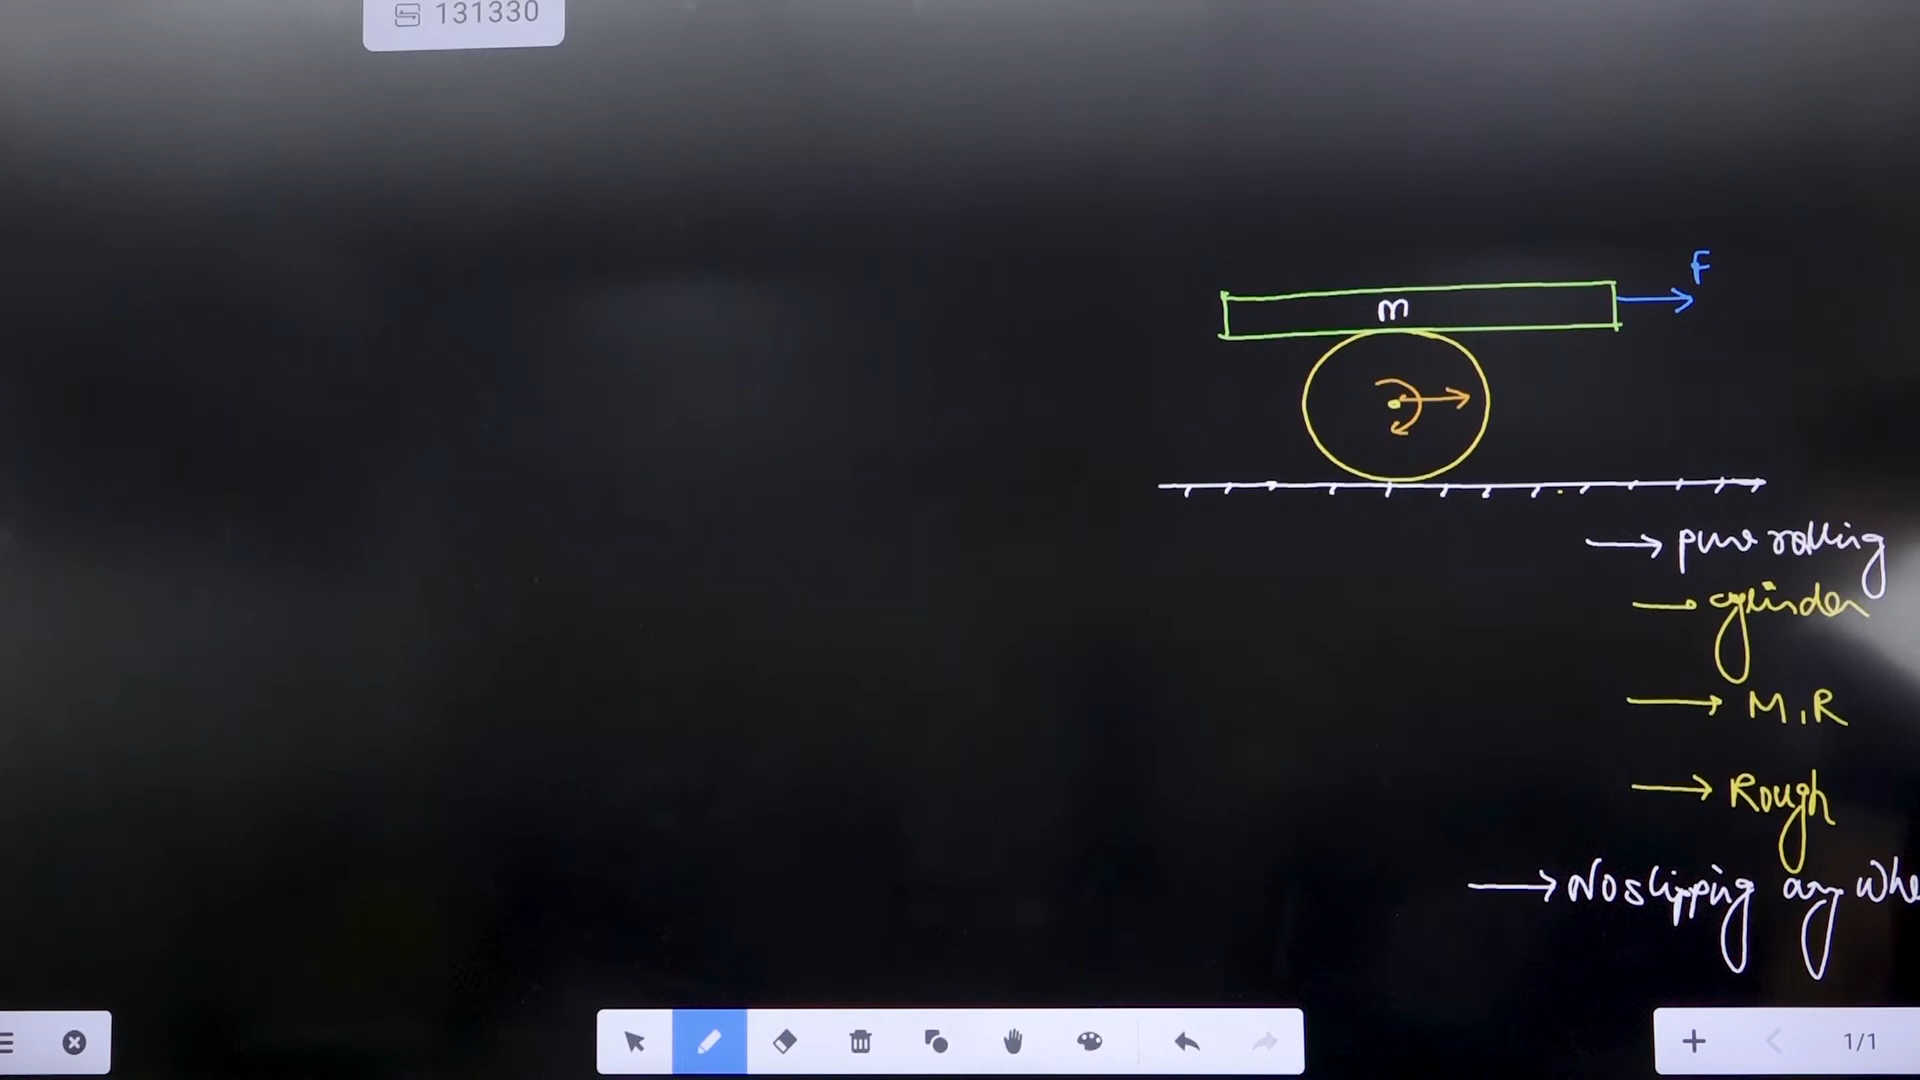 131330
F
m
→ pure rolling
→ cylinder
→ M, R
→ Rough
→ No slipping any Whe
1/1